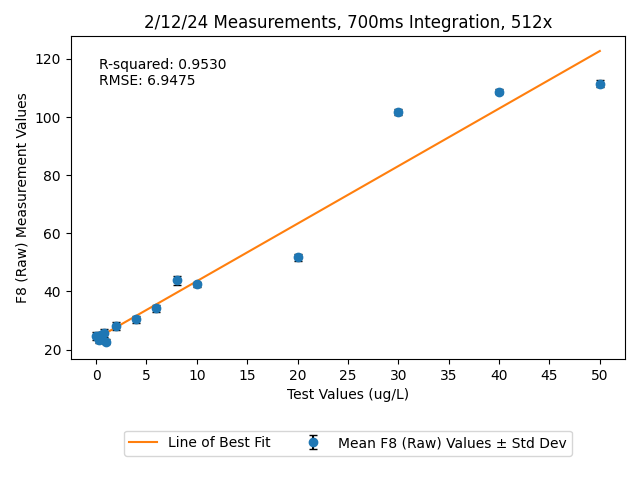 2/12/24 Measurements, 700ms Integration, 512x
R-squared: 0.9530
RMSE: 6.9475
F8 (Raw) Measurement Values
120
100
80
60
40
20
0 5 10 15 20 25 30 35 40 45 50
Test Values (ug/L)
Line of Best Fit
Mean F8 (Raw) Values ± Std Dev